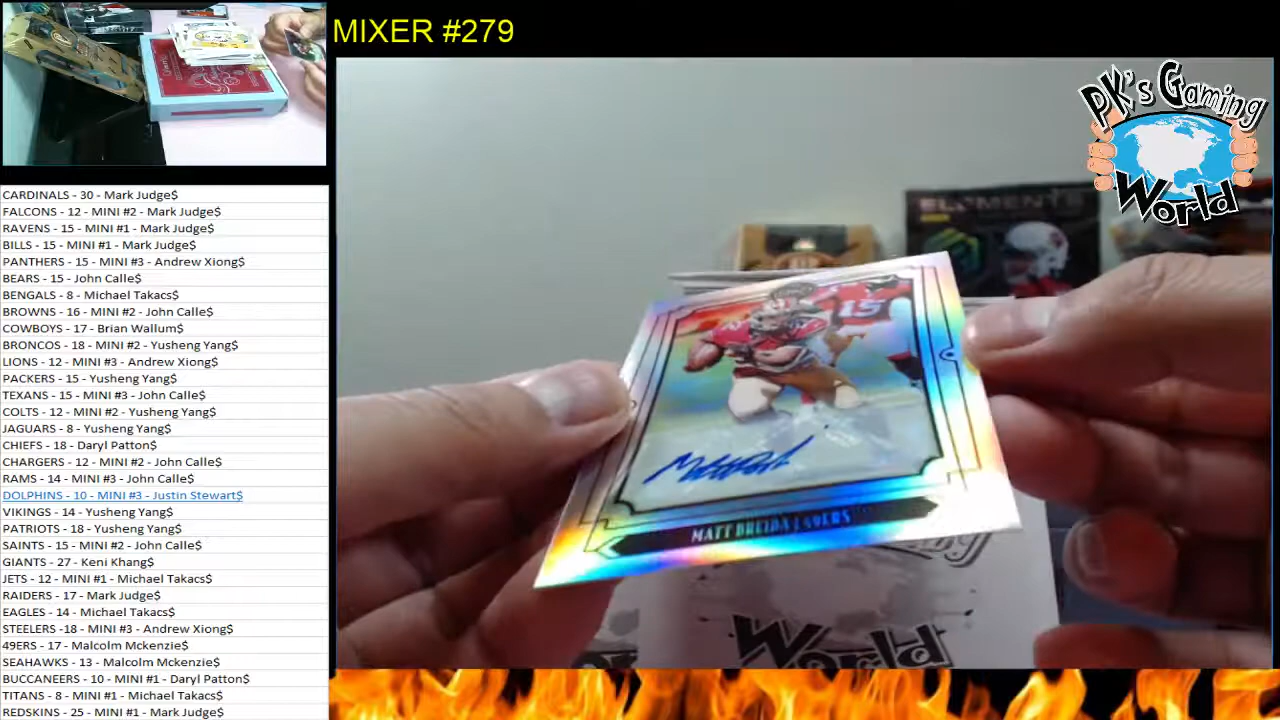 MIXER #279
PK's Gaming
World
CARDINALS - 30 - Mark Judge$
FALCONS - 12 - MINI #2 - Mark Judge$
RAVENS - 15 - MINI #1 - Mark Judge$
BILLS - 15 - MINI #1 - Mark Judge$
PANTHERS - 15 - MINI #3 - Andrew Xiong$
BEARS - 15 - John Calle$
BENGALS - 8 - Michael Takacs$
BROWNS - 16 - MINI #2 - John Calle$
COWBOYS - 17 - Brian Wallum$
BRONCOS - 18 - MINI #2 - Yusheng Yang$
LIONS - 12 - MINI #3 - Andrew Xiong$
PACKERS - 15 - Yusheng Yang$
TEXANS - 15 - MINI #3 - John Calle$
COLTS - 12 - MINI #2 - Yusheng Yang$
JAGUARS - 8 - Yusheng Yang$
CHIEFS - 18 - Daryl Patton$
CHARGERS - 12 - MINI #2 - John Calle$
RAMS - 14 - MINI #3 - John Calle$
DOLPHINS - 10 - MINI #3 - Justin Stewart$
VIKINGS - 14 - Yusheng Yang$
PATRIOTS - 18 - Yusheng Yang$
SAINTS - 15 - MINI #2 - John Calle$
GIANTS - 27 - Keni Khang$
JETS - 12 - MINI #1 - Michael Takacs$
RAIDERS - 17 - Mark Judge$
EAGLES - 14 - Michael Takacs$
STEELERS -18 - MINI #3 - Andrew Xiong$
49ERS - 17 - Malcolm Mckenzie$
SEAHAWKS - 13 - Malcolm Mckenzie$
BUCCANEERS - 10 - MINI #1 - Daryl Patton$
TITANS - 8 - MINI #1 - Michael Takacs$
REDSKINS - 25 - MINI #1 - Mark Judge$
ELEMENTS
15
MATT BREIDA | 49ERS
World